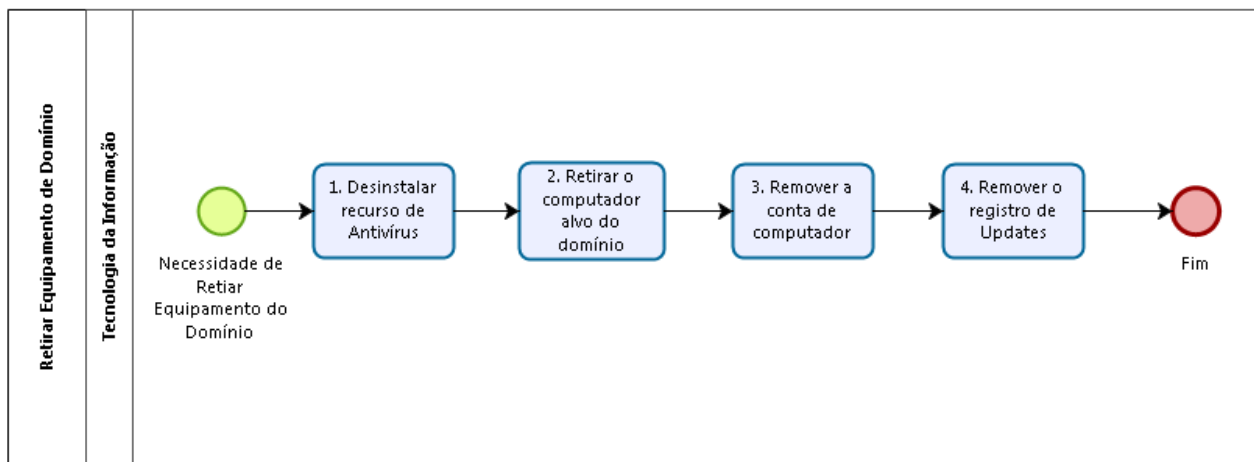 Retirar Equipamento de Domínio
Tecnologia da Informação
Necessidade de
Retiar
Equipamento do
Domínio
1. Desinstalar
recurso de
Antivírus
2. Retirar o
computador
alvo do
domínio
3. Remover a
conta de
computador
4. Remover o
registro de
Updates
Fim